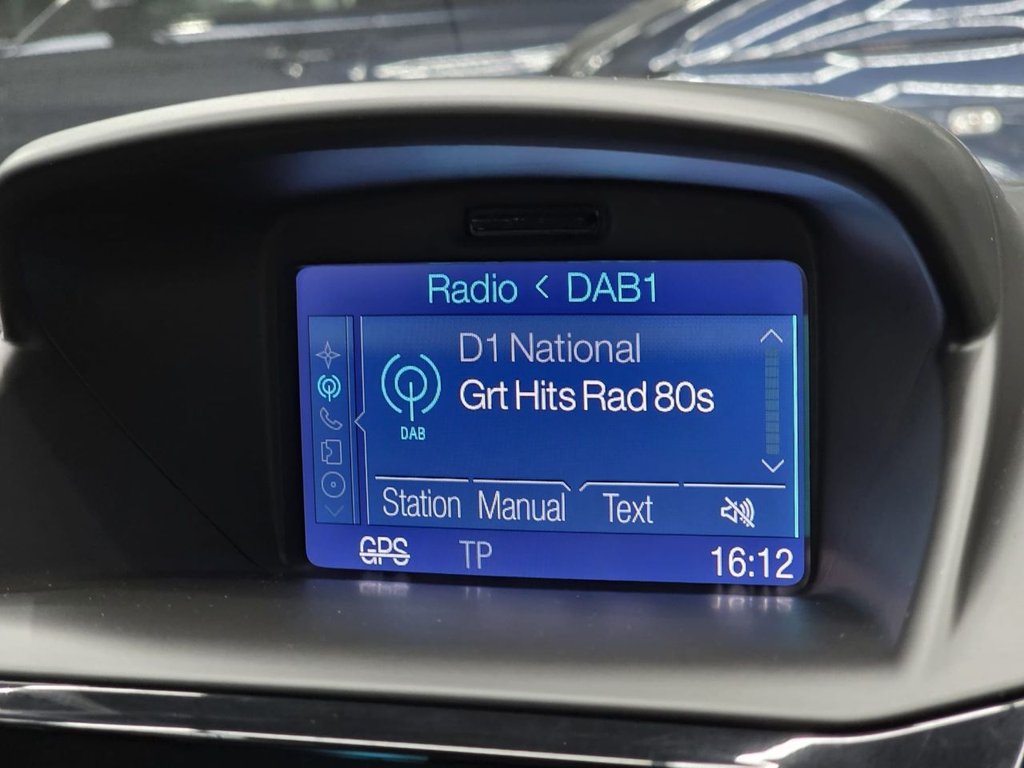 Radio < DAB1
D1 National
Grt Hits Rad 80s
DAB
Station Manual Text
GPS TP 16:12